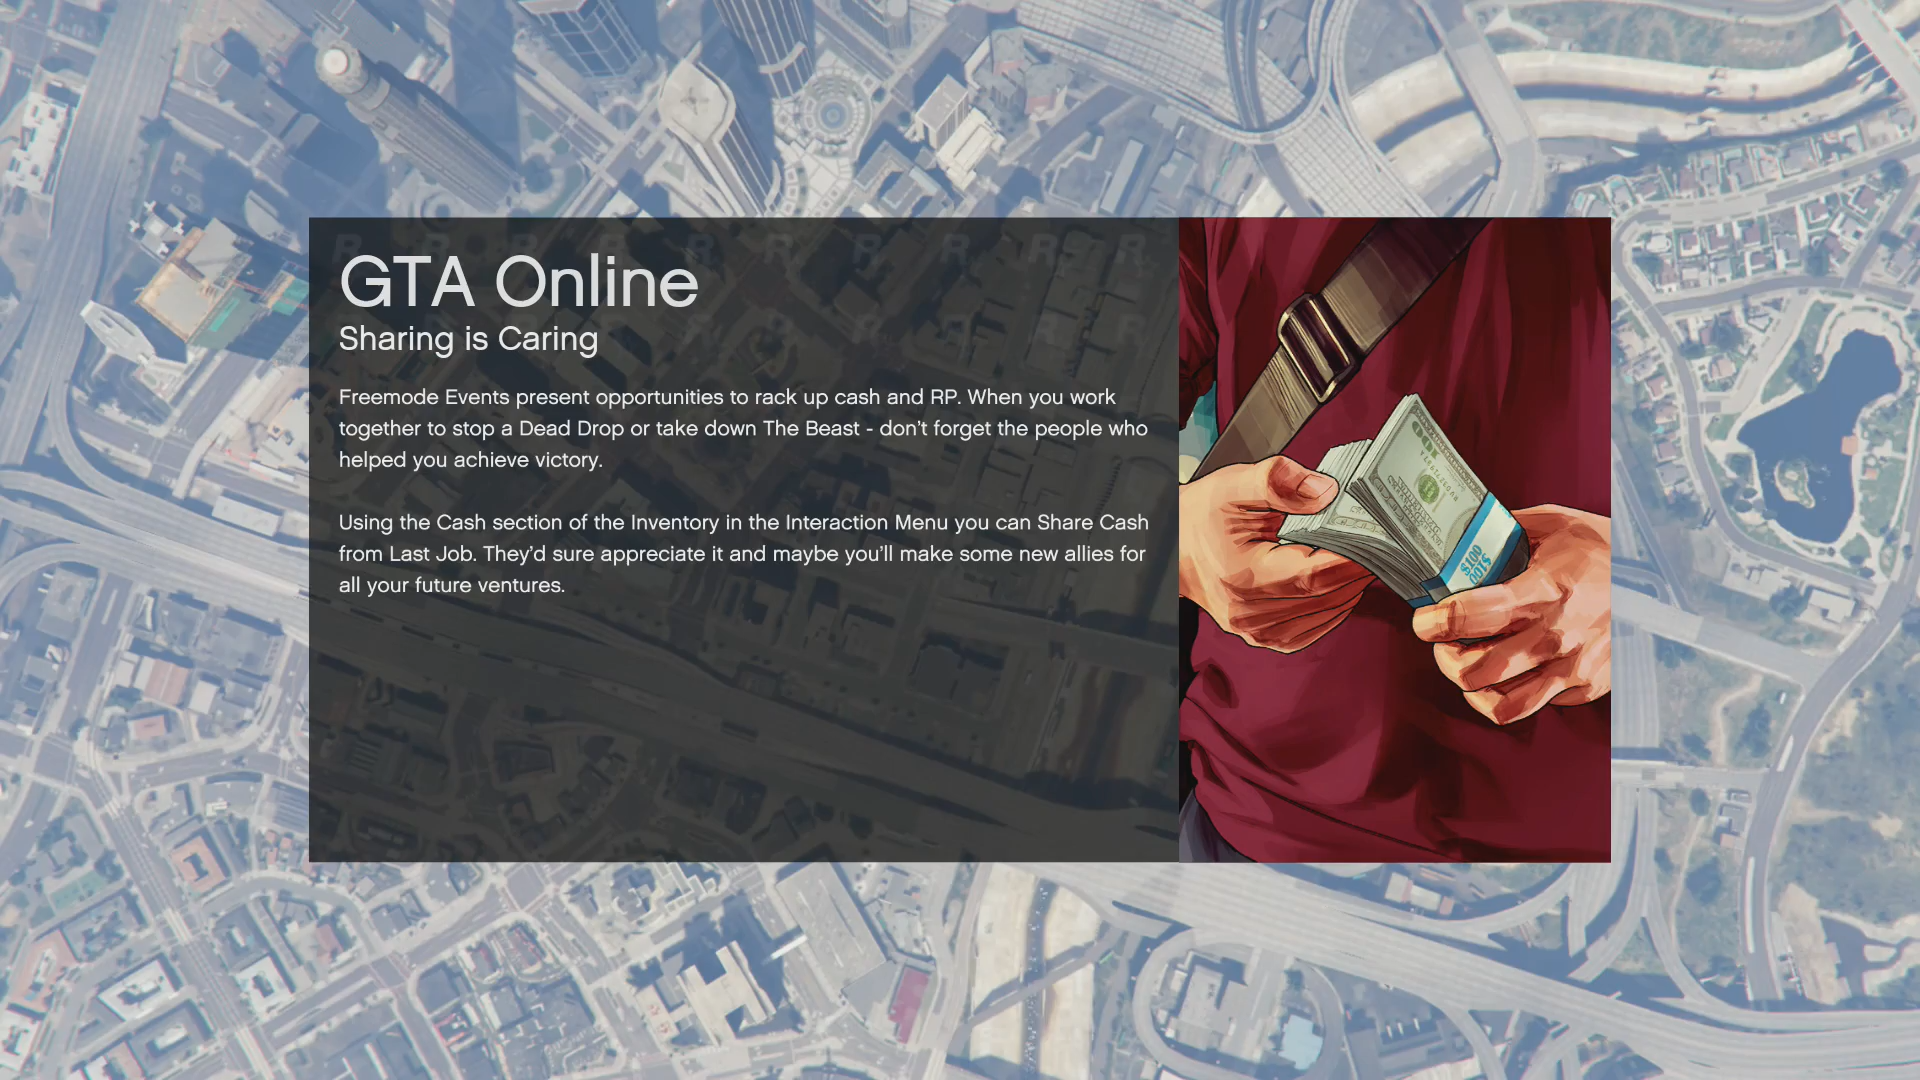 GTA Online
Sharing is Caring
Freemode Events present opportunities to rack up cash and RP. When you work
together to stop a Dead Drop or take down The Beast - don't forget the people who
helped you achieve victory.
Using the Cash section of the Inventory in the Interaction Menu you can Share Cash
from Last Job. They'd sure appreciate it and maybe you'll make some new allies for
all your future ventures.